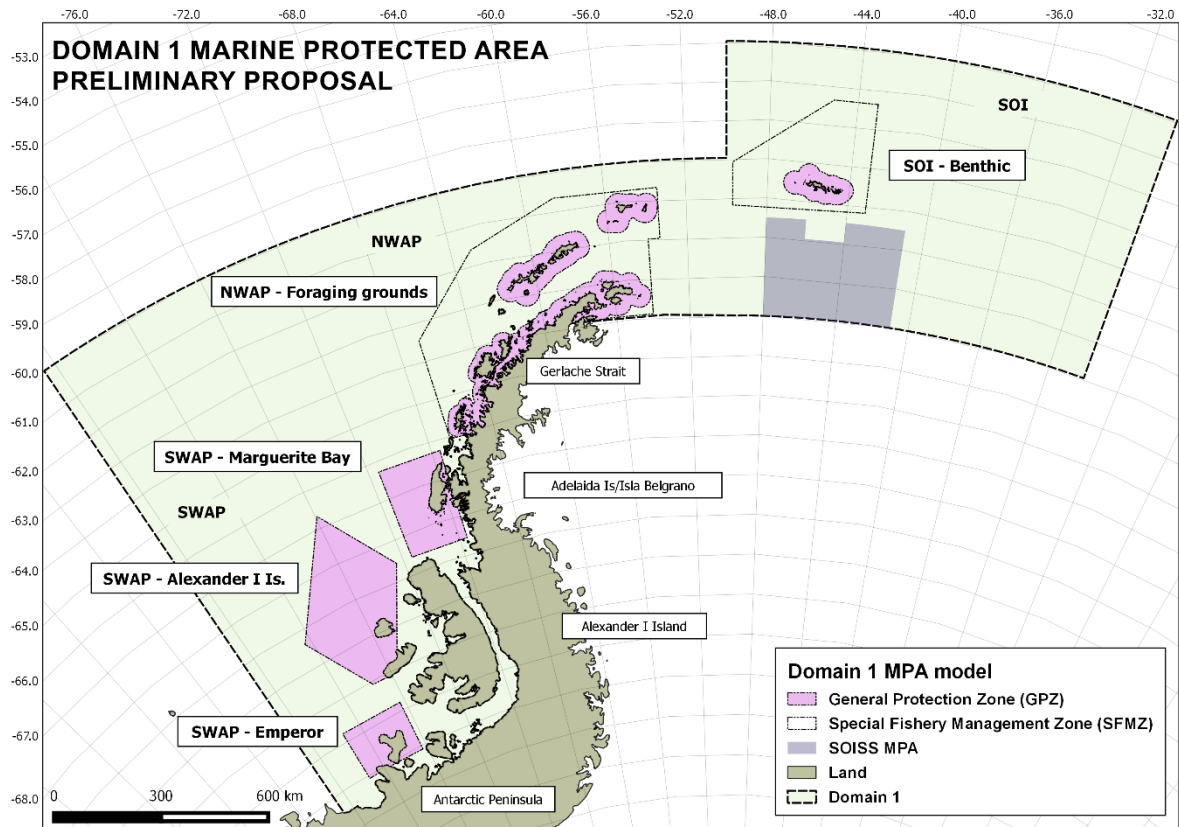 -76.0 -72.0 -68.0 -64.0 -60.0 -56.0 -52.0 -48.0 -44.0 -40.0 -36.0 -32.0
DOMAIN 1 MARINE PROTECTED AREA
PRELIMINARY PROPOSAL
-53.0
-54.0
-55.0
-56.0
-57.0
-58.0
-59.0
-60.0
-61.0
-62.0
-63.0
-64.0
-65.0
-66.0
-67.0
-68.0
SOI
SOI - Benthic
NWAP
NWAP - Foraging grounds
Gerlache Strait
SWAP - Marguerite Bay
Adelaida Is/Isla Belgrano
SWAP
SWAP - Alexander I Is.
Alexander I Island
SWAP - Emperor
Antarctic Peninsula
0 300 600 km
Domain 1 MPA model
General Protection Zone (GPZ)
Special Fishery Management Zone (SFMZ)
SOISS MPA
Land
Domain 1